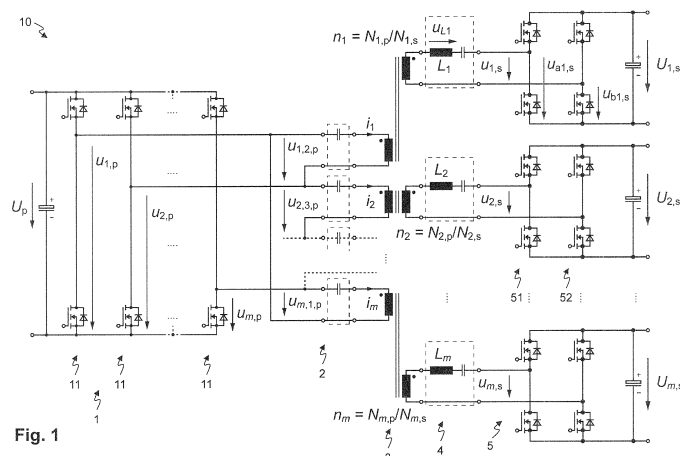 10
n1 = N1,p/N1,s
uL1
L1
u1,s
ua1,s
ub1,s
U1,s
+
−
Up
+
−
u1,p
u2,p
um,p
....
....
....
u1,2,p
i1
u2,3,p
i2
um,1,p
im
L2
u2,s
n2 = N2,p/N2,s
+
−
U2,s
51
52
Lm
um,s
nm = Nm,p/Nm,s
+
−
Um,s
11
11
11
1
2
4
5
Fig. 1